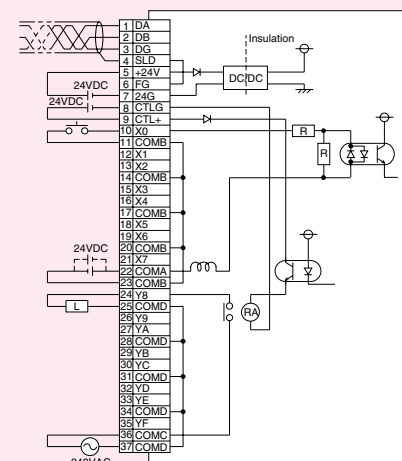 1 DA
2 DB
3 DG
4 SLD
5 +24V
6 FG
7 24G
8 CTLG
9 CTL+
10 X0
11 COMB
12 X1
13 X2
14 COMB
15 X3
16 X4
17 COMB
18 X5
19 X6
20 COMB
21 X7
22 COMA
23 COMB
24 Y8
25 COMD
26 Y9
27 YA
28 COMD
29 YB
30 YC
31 COMD
32 YD
33 YE
34 COMD
35 YF
36 COMC
37 COMD
24VDC
24VDC
24VDC
L
240VAC
Insulation
DC/DC
R
R
RA